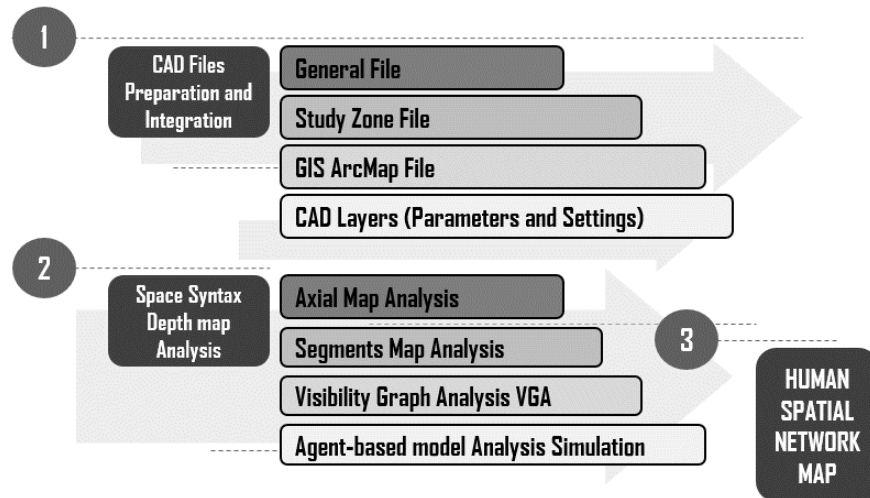 1
CAD Files
Preparation and
Integration
General File
Study Zone File
GIS ArcMap File
CAD Layers (Parameters and Settings)
2
Space Syntax
Depth map
Analysis
Axial Map Analysis
Segments Map Analysis
Visibility Graph Analysis VGA
Agent-based model Analysis Simulation
3
HUMAN
SPATIAL
NETWORK
MAP